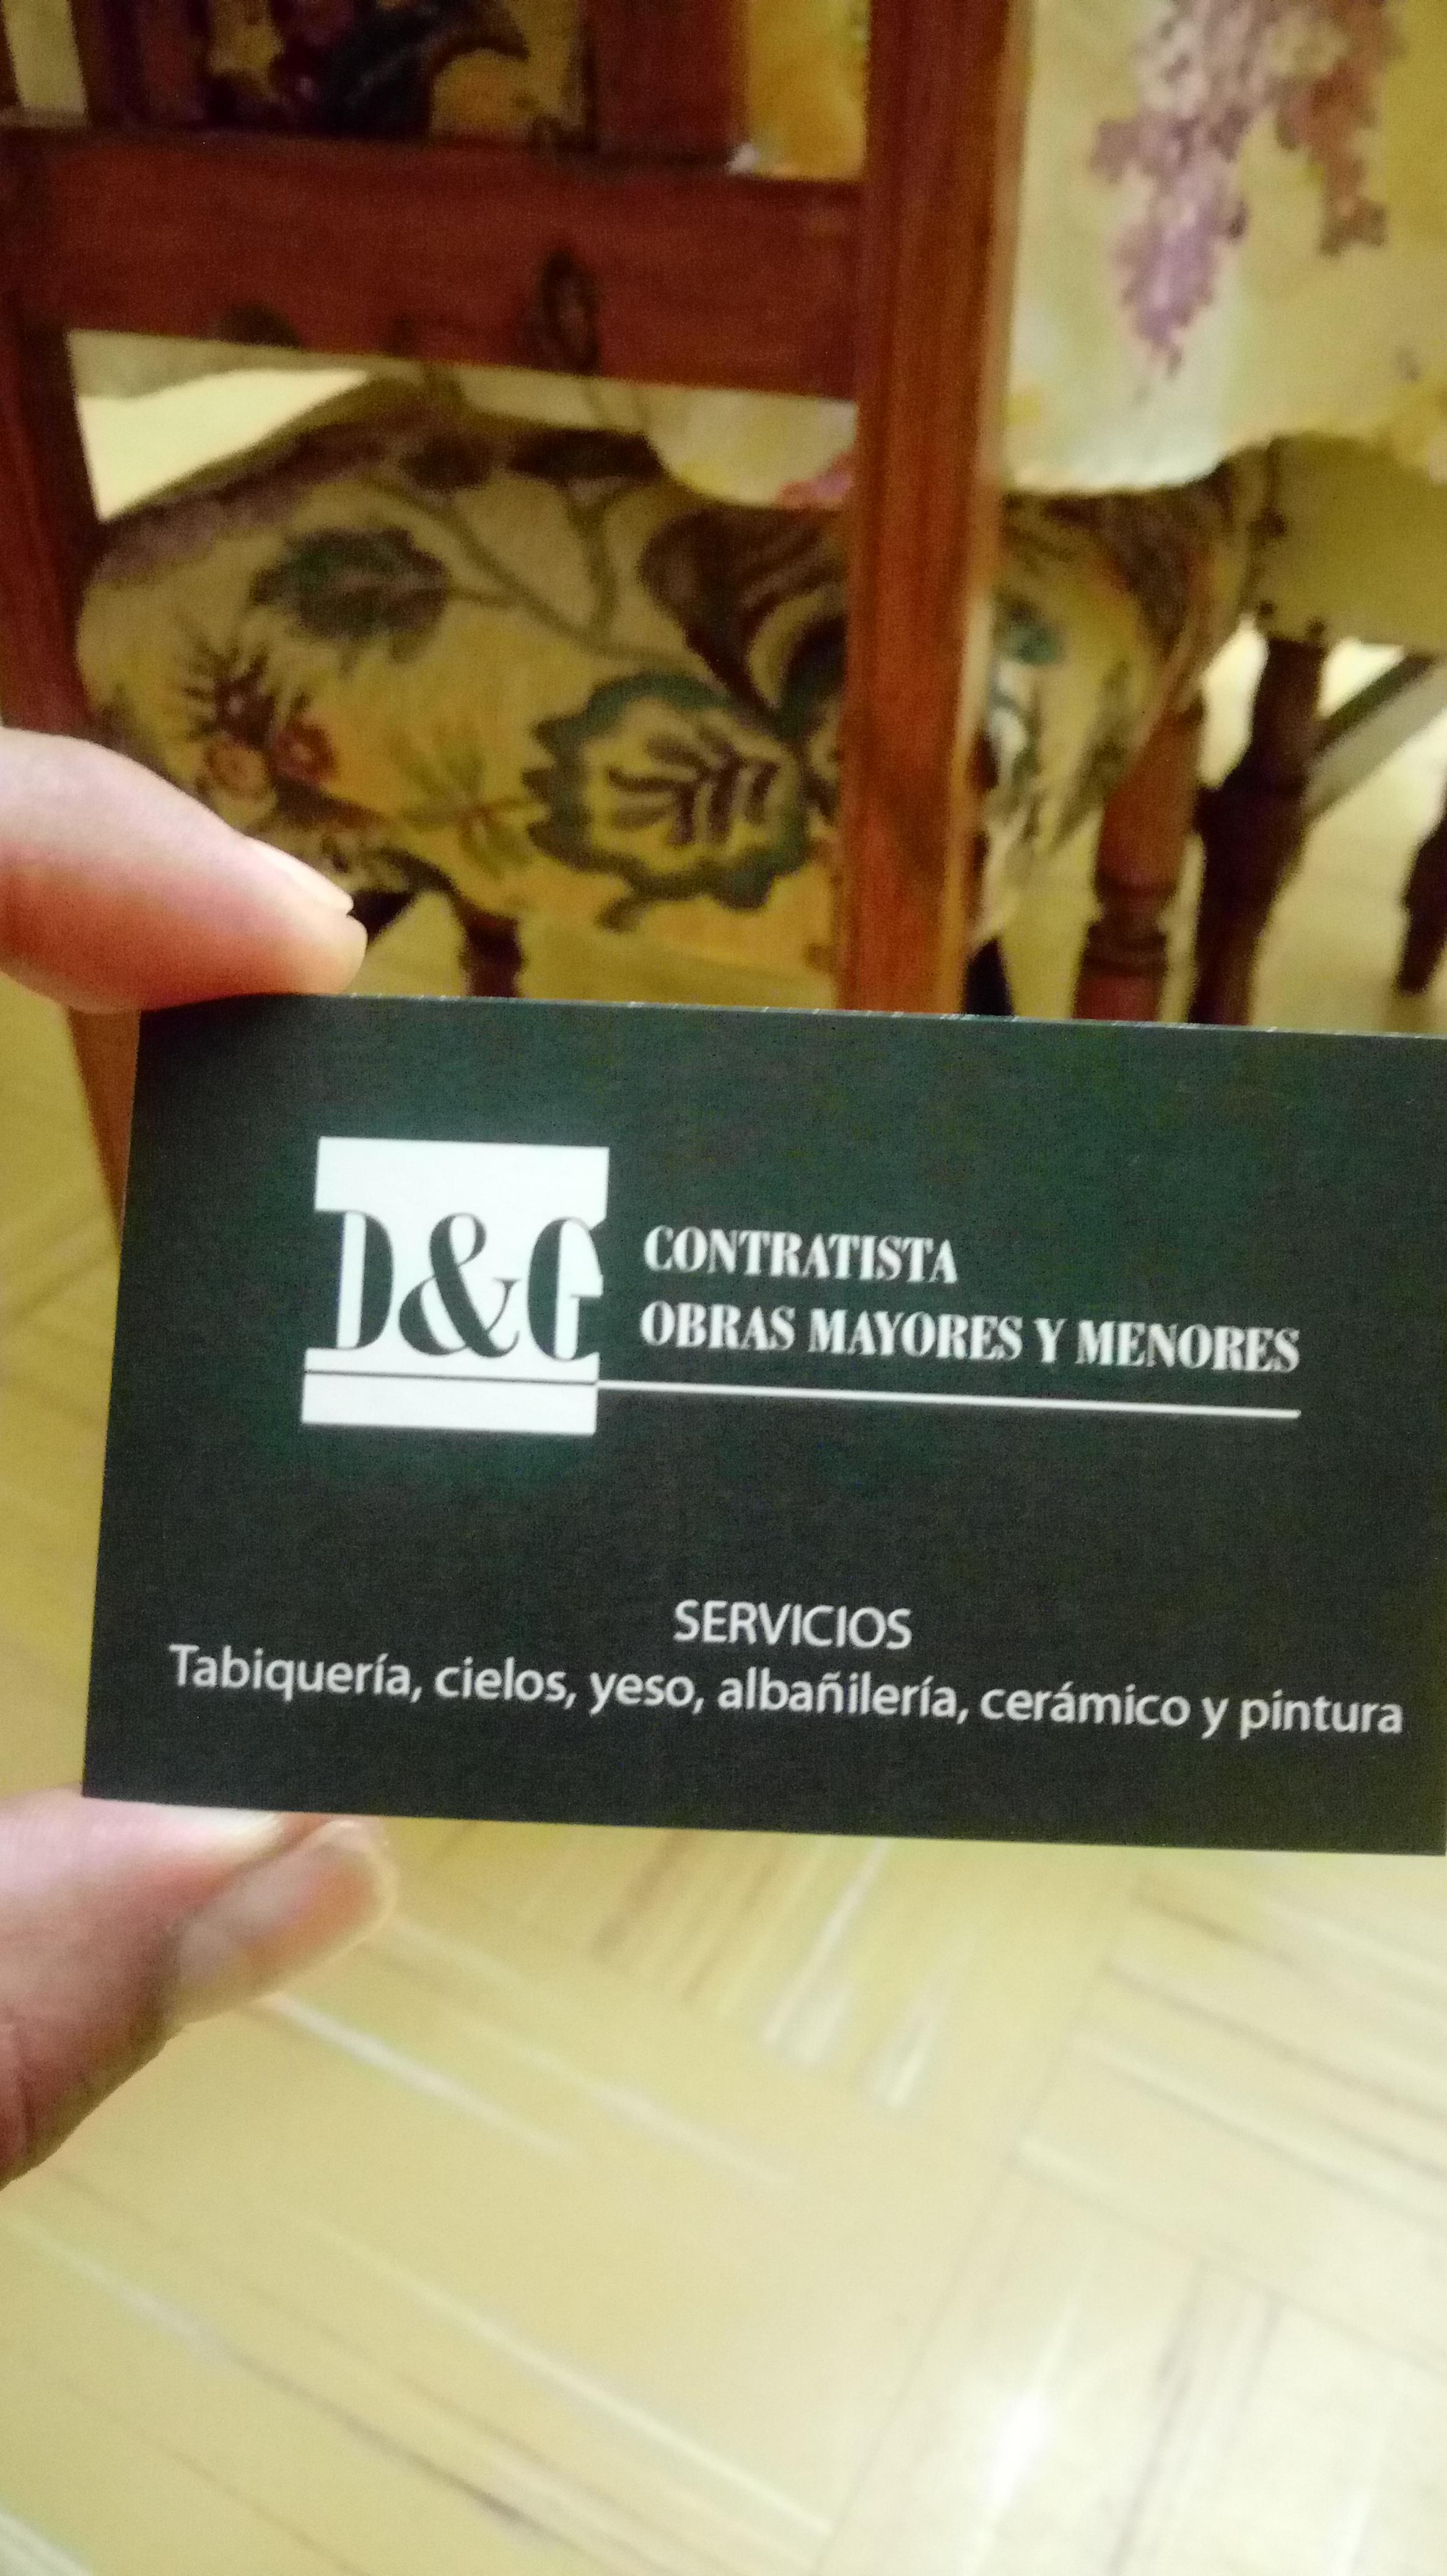 D&G
CONTRATISTA
OBRAS MAYORES Y MENORES
SERVICIOS
Tabiquería, cielos, yeso, albañilería, cerámico y pintura